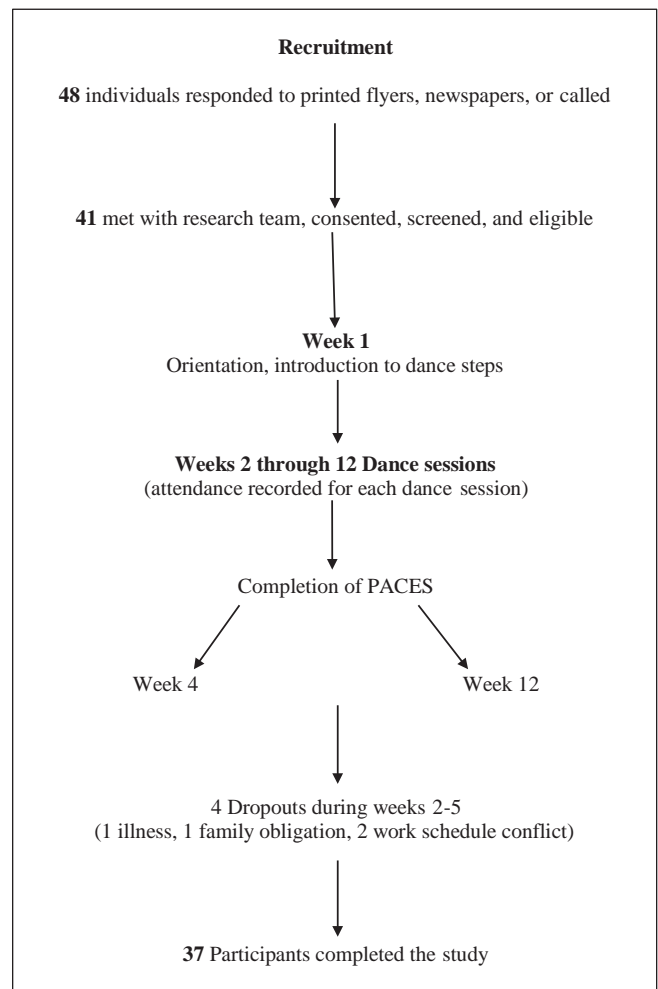 Recruitment
48 individuals responded to printed flyers, newspapers, or called
41 met with research team, consented, screened, and eligible
Week 1
Orientation, introduction to dance steps
Weeks 2 through 12 Dance sessions
(attendance recorded for each dance session)
Completion of PACES
Week 4
Week 12
4 Dropouts during weeks 2-5
(1 illness, 1 family obligation, 2 work schedule conflict)
37 Participants completed the study